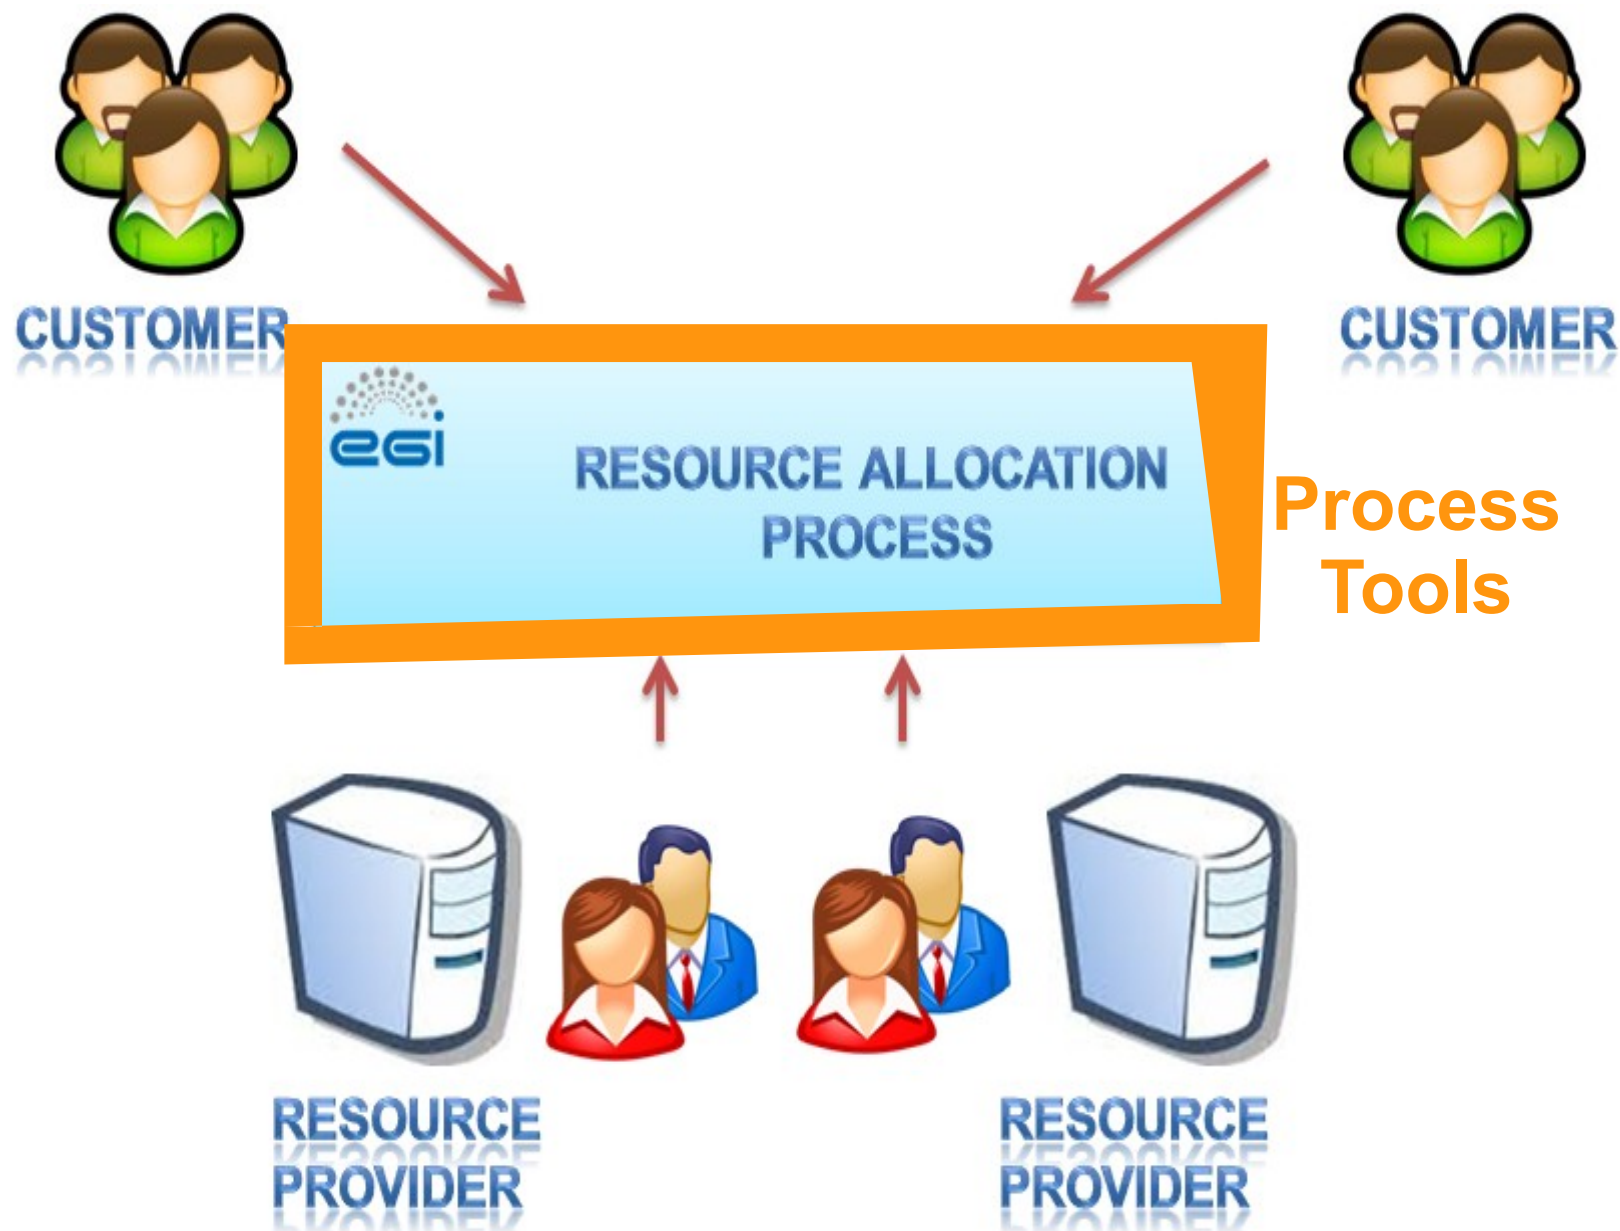 CUSTOMER
CUSTOMER
egi
RESOURCE ALLOCATION
PROCESS
Process
Tools
RESOURCE
PROVIDER
RESOURCE
PROVIDER